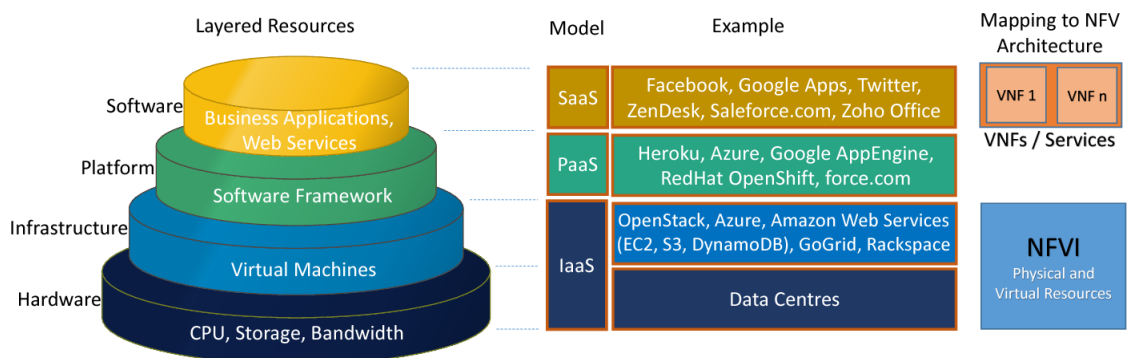 Layered Resources
Software
Business Applications,
Web Services
Platform
Software Framework
Infrastructure
Virtual Machines
Hardware
CPU, Storage, Bandwidth
Model
Example
SaaS
Facebook, Google Apps, Twitter,
ZenDesk, Saleforce.com, Zoho Office
PaaS
Heroku, Azure, Google AppEngine,
RedHat OpenShift, force.com
IaaS
OpenStack, Azure, Amazon Web Services
(EC2, S3, DynamoDB), GoGrid, Rackspace
Data Centres
Mapping to NFV
Architecture
VNF 1
VNF n
VNFs / Services
NFVI
Physical and
Virtual Resources